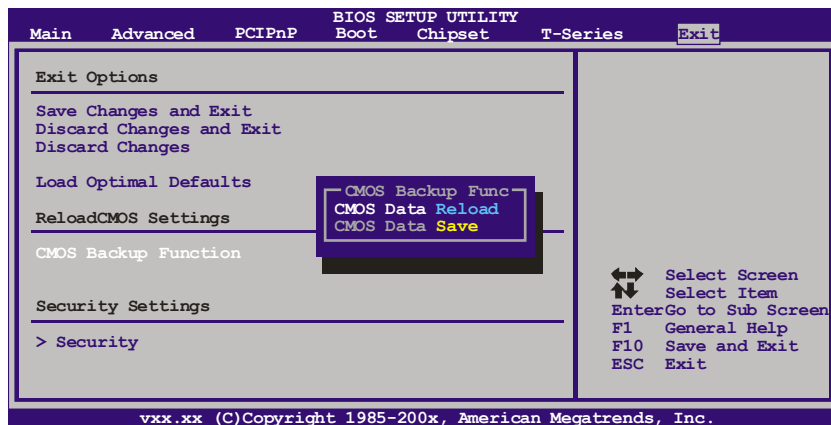 BIOS SETUP UTILITY
Main Advanced PCIPnP Boot Chipset T-Series Exit
Exit Options
Save Changes and Exit
Discard Changes and Exit
Discard Changes
Load Optimal Defaults
ReloadCMOS Settings
CMOS Backup Function
Security Settings
> Security
CMOS Backup Func
CMOS Data Reload
CMOS Data Save
Select Screen
Select Item
EnterGo to Sub Screen
F1 General Help
F10 Save and Exit
ESC Exit
vxx.xx (C)Copyright 1985-200x, American Megatrends, Inc.